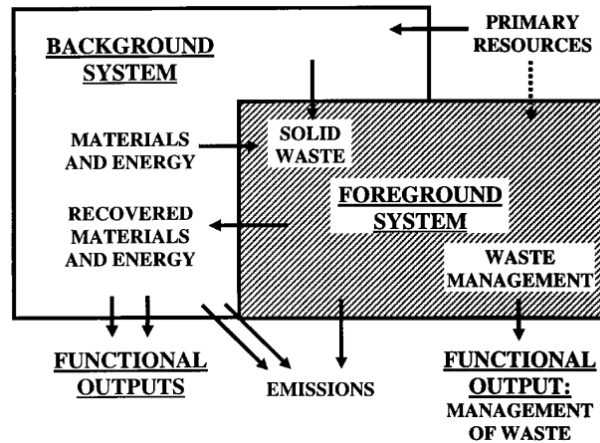 BACKGROUND
SYSTEM
PRIMARY
RESOURCES
MATERIALS
AND ENERGY
SOLID
WASTE
RECOVERED
MATERIALS
AND ENERGY
FOREGROUND
SYSTEM
WASTE
MANAGEMENT
FUNCTIONAL
OUTPUTS
EMISSIONS
FUNCTIONAL
OUTPUT:
MANAGEMENT
OF WASTE